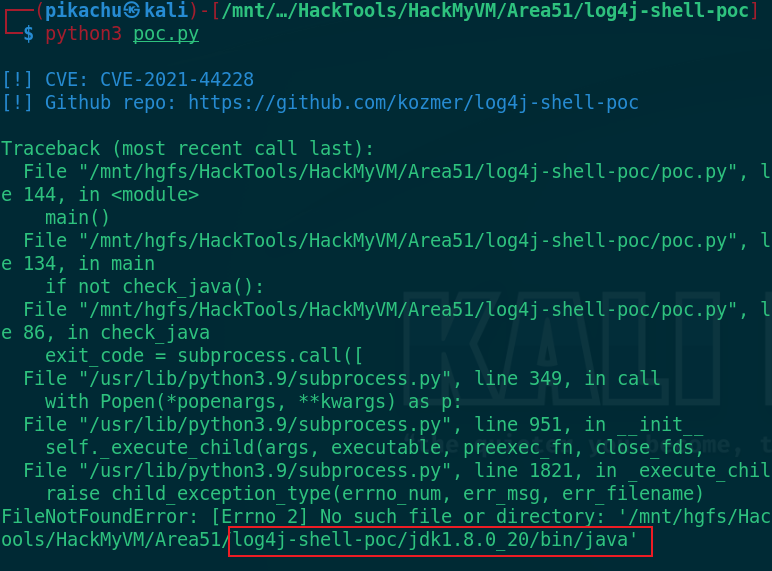 (pikachu㉿kali)-[/mnt/…/HackTools/HackMyVM/Area51/log4j-shell-poc]
$ python3 poc.py
[!] CVE: CVE-2021-44228
[!] Github repo: https://github.com/kozmer/log4j-shell-poc
Traceback (most recent call last):
  File "/mnt/hgfs/HackTools/HackMyVM/Area51/log4j-shell-poc/poc.py", l
e 144, in <module>
    main()
  File "/mnt/hgfs/HackTools/HackMyVM/Area51/log4j-shell-poc/poc.py", l
e 134, in main
    if not check_java():
  File "/mnt/hgfs/HackTools/HackMyVM/Area51/log4j-shell-poc/poc.py", l
e 86, in check_java
    exit_code = subprocess.call([
  File "/usr/lib/python3.9/subprocess.py", line 349, in call
    with Popen(*popenargs, **kwargs) as p:
  File "/usr/lib/python3.9/subprocess.py", line 951, in __init__
    self._execute_child(args, executable, preexec_fn, close_fds,
  File "/usr/lib/python3.9/subprocess.py", line 1821, in _execute_chil
    raise child_exception_type(errno_num, err_msg, err_filename)
FileNotFoundError: [Errno 2] No such file or directory: '/mnt/hgfs/Hac
ools/HackMyVM/Area51/log4j-shell-poc/jdk1.8.0_20/bin/java'
KALI